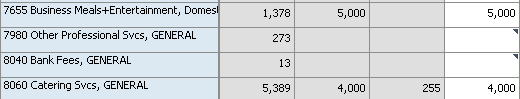 7655 Business Meals+Entertainment, Domest 1,378 5,000 5,000
7980 Other Professional Svcs, GENERAL 273
8040 Bank Fees, GENERAL 13
8060 Catering Svcs, GENERAL 5,389 4,000 255 4,000